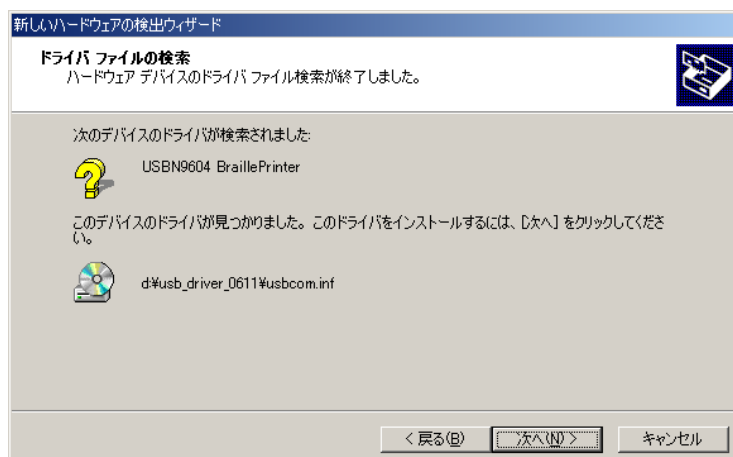 新しいハードウェアの検出ウィザード
ドライバ ファイルの検索
ハードウェア デバイスのドライバ ファイル検索が終了しました。
次のデバイスのドライバが検索されました:
USBN9604 BraillePrinter
このデバイスのドライバが見つかりました。このドライバをインストールするには、[次へ] をクリックしてくださ
い。
d:¥usb_driver_0611¥usbcom.inf
< 戻る(B)
次へ(N) >
キャンセル